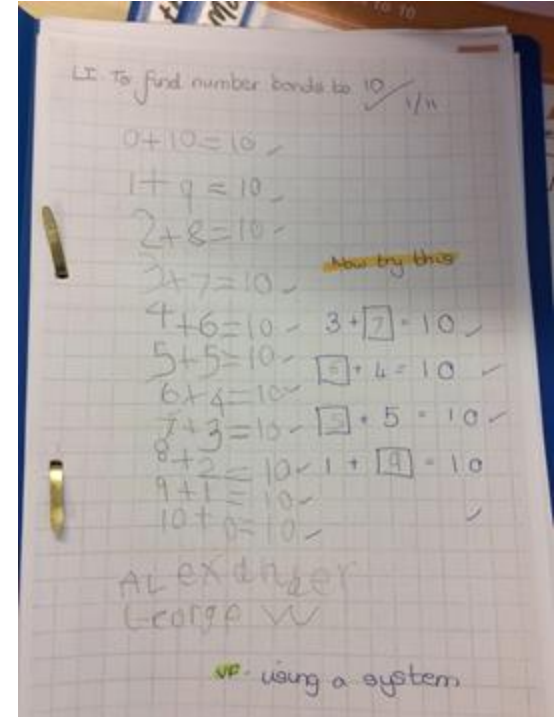 to 10
LI. To find number bonds to 10
1/11
0+10=10
1+9=10
2+8=10
3+7=10
4+6=10
5+5=10
6+4=10
7+3=10
8+2=10
9+1=10
10+0=10
Now try this
3+7=10
6+4=10
5+5=10
1+9=10
Alexander
George W
VF. using a system